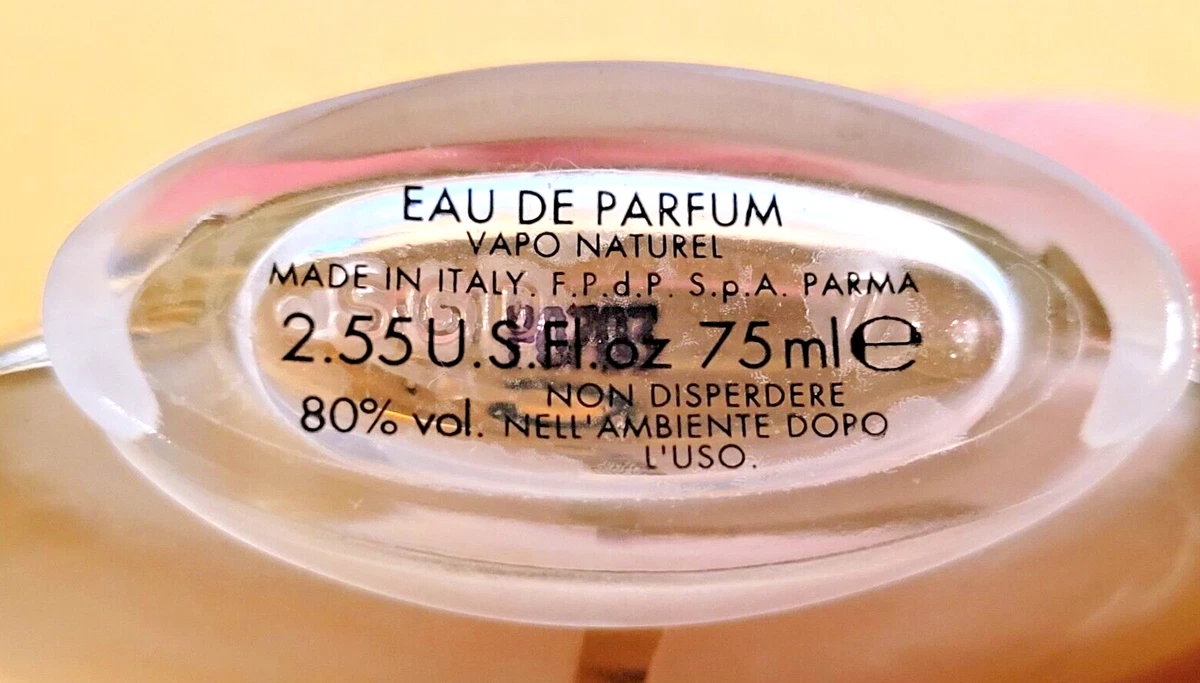 EAU DE PARFUM
VAPO NATUREL
MADE IN ITALY. F.P.d.P. S.p.A. PARMA
2.55 U.S.Fl.oz 75ml e
80% vol. NON DISPERDERE
NELL'AMBIENTE DOPO
L'USO.